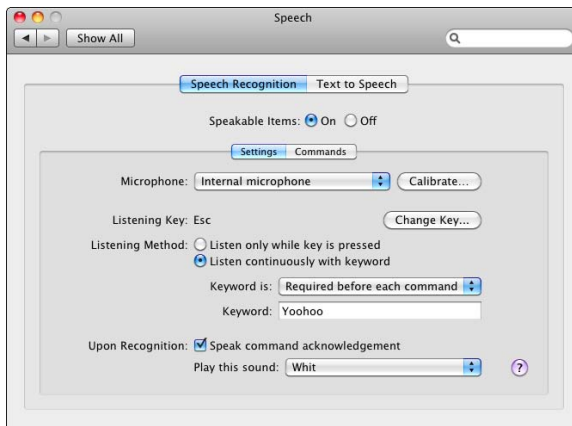 Speech
Show All
Speech Recognition Text to Speech
Speakable Items: On Off
Settings Commands
Microphone: Internal microphone Calibrate...
Listening Key: Esc Change Key...
Listening Method: Listen only while key is pressed
Listen continuously with keyword
Keyword is: Required before each command
Keyword: Yoohoo
Upon Recognition: Speak command acknowledgement
Play this sound: Whit ?